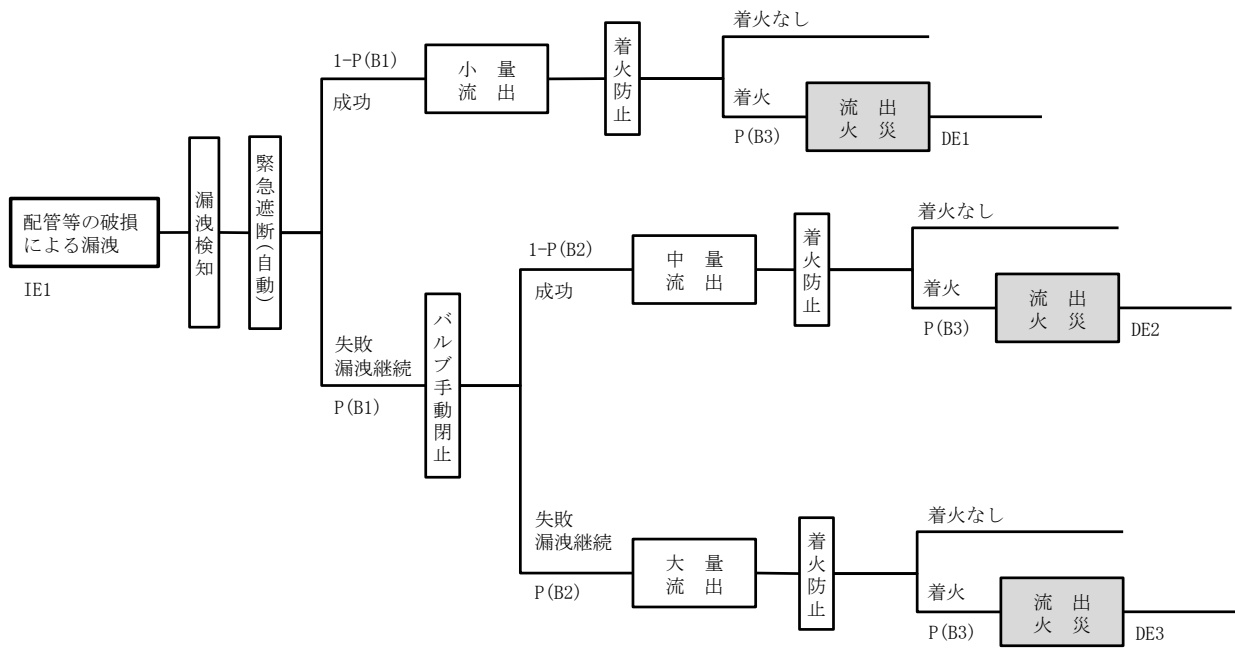 配管等の破損
による漏洩
IE1
漏洩検知
緊急遮断(自動)
1-P(B1)
成功
小 量
流 出
着火防止
着火なし
着火
P(B3)
流 出
火 災
DE1
失敗
漏洩継続
P(B1)
バルブ手動閉止
1-P(B2)
成功
中 量
流 出
着火防止
着火なし
着火
P(B3)
流 出
火 災
DE2
失敗
漏洩継続
P(B2)
大 量
流 出
着火防止
着火なし
着火
P(B3)
流 出
火 災
DE3